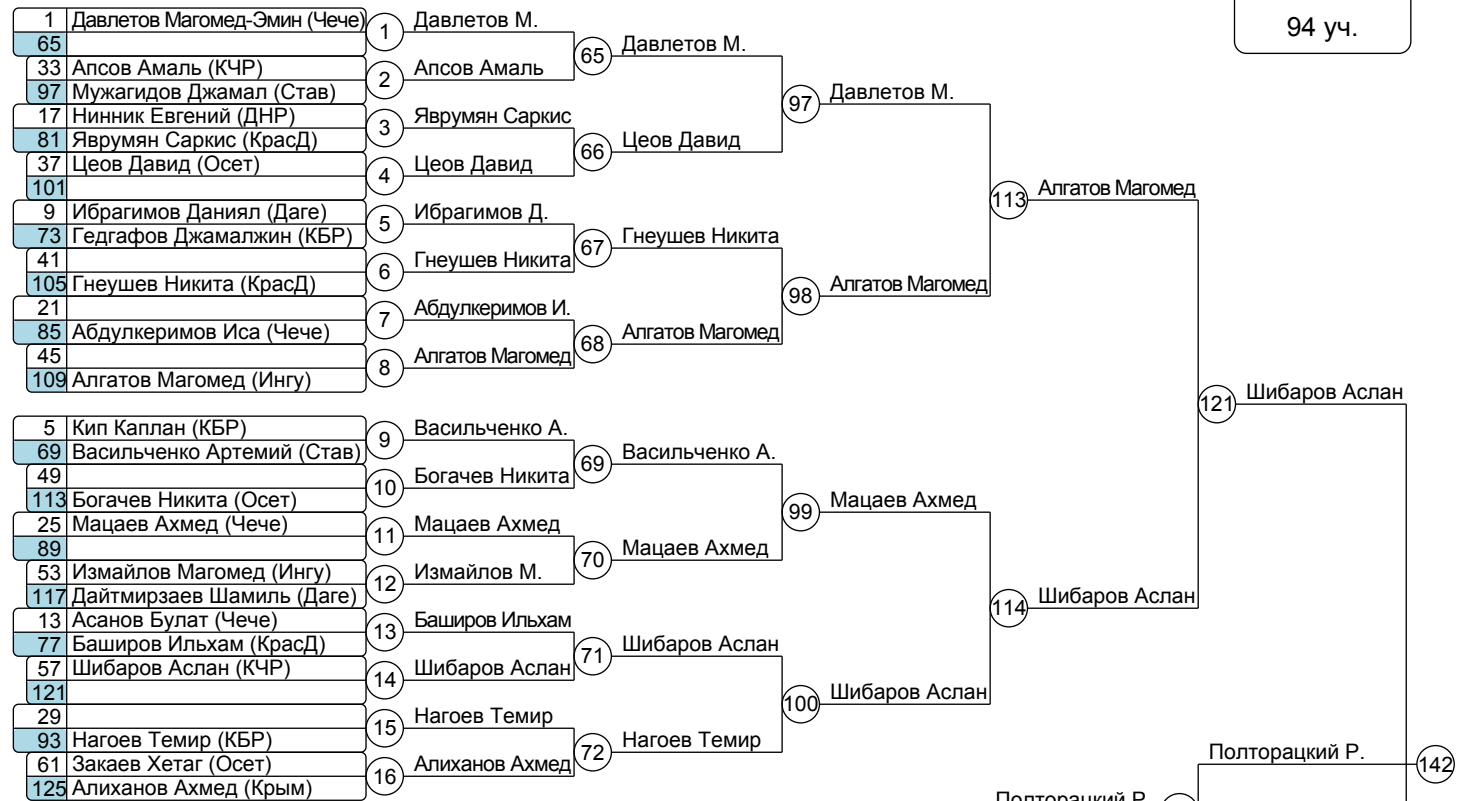 94 уч.
1 Давлетов Магомед-Эмин (Чече)
65
33 Апсов Амаль (КЧР)
97 Мужагидов Джамал (Став)
17 Нинник Евгений (ДНР)
81 Яврумян Саркис (КрасД)
37 Цеов Давид (Осет)
101
9 Ибрагимов Даниял (Даге)
73 Гедгафов Джамалжин (КБР)
41
105 Гнеушев Никита (КрасД)
21
85 Абдулкеримов Иса (Чече)
45
109 Алгатов Магомед (Ингу)
5 Кип Каплан (КБР)
69 Васильченко Артемий (Став)
49
113 Богачев Никита (Осет)
25 Мацаев Ахмед (Чече)
89
53 Измайлов Магомед (Ингу)
117 Дайтмирзаев Шамиль (Даге)
13 Асанов Булат (Чече)
77 Баширов Ильхам (КрасД)
57 Шибаров Аслан (КЧР)
121
29
93 Нагоев Темир (КБР)
61 Закаев Хетаг (Осет)
125 Алиханов Ахмед (Крым)
1 Давлетов М.
2 Апсов Амаль
3 Яврумян Саркис
4 Цеов Давид
5 Ибрагимов Д.
6 Гнеушев Никита
7 Абдулкеримов И.
8 Алгатов Магомед
9 Васильченко А.
10 Богачев Никита
11 Мацаев Ахмед
12 Измайлов М.
13 Баширов Ильхам
14 Шибаров Аслан
15 Нагоев Темир
16 Алиханов Ахмед
65 Давлетов М.
66 Цеов Давид
67 Гнеушев Никита
68 Алгатов Магомед
69 Васильченко А.
70 Мацаев Ахмед
71 Шибаров Аслан
72 Нагоев Темир
97 Давлетов М.
98 Алгатов Магомед
99 Мацаев Ахмед
100 Шибаров Аслан
113 Алгатов Магомед
114 Шибаров Аслан
121 Шибаров Аслан
Полторацкий Р.
142
Полторацкий Р.